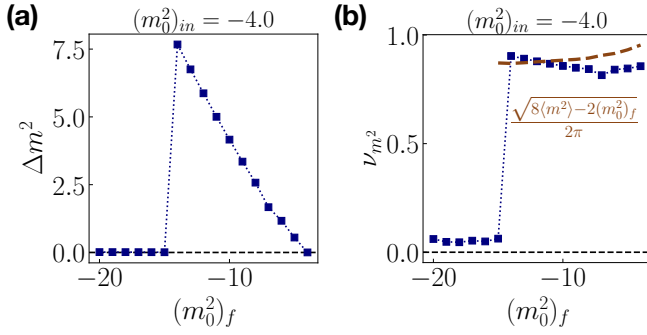 (a)
(m_0^2)_{in} = −4.0
Δm^2
7.5
5.0
2.5
0.0
−20
−10
(m_0^2)_f
(b)
(m_0^2)_{in} = −4.0
ν_{m^2}
1.0
0.5
0.0
\frac{\sqrt{8⟨m^2⟩−2(m_0^2)_f}}{2π}
−20
−10
(m_0^2)_f